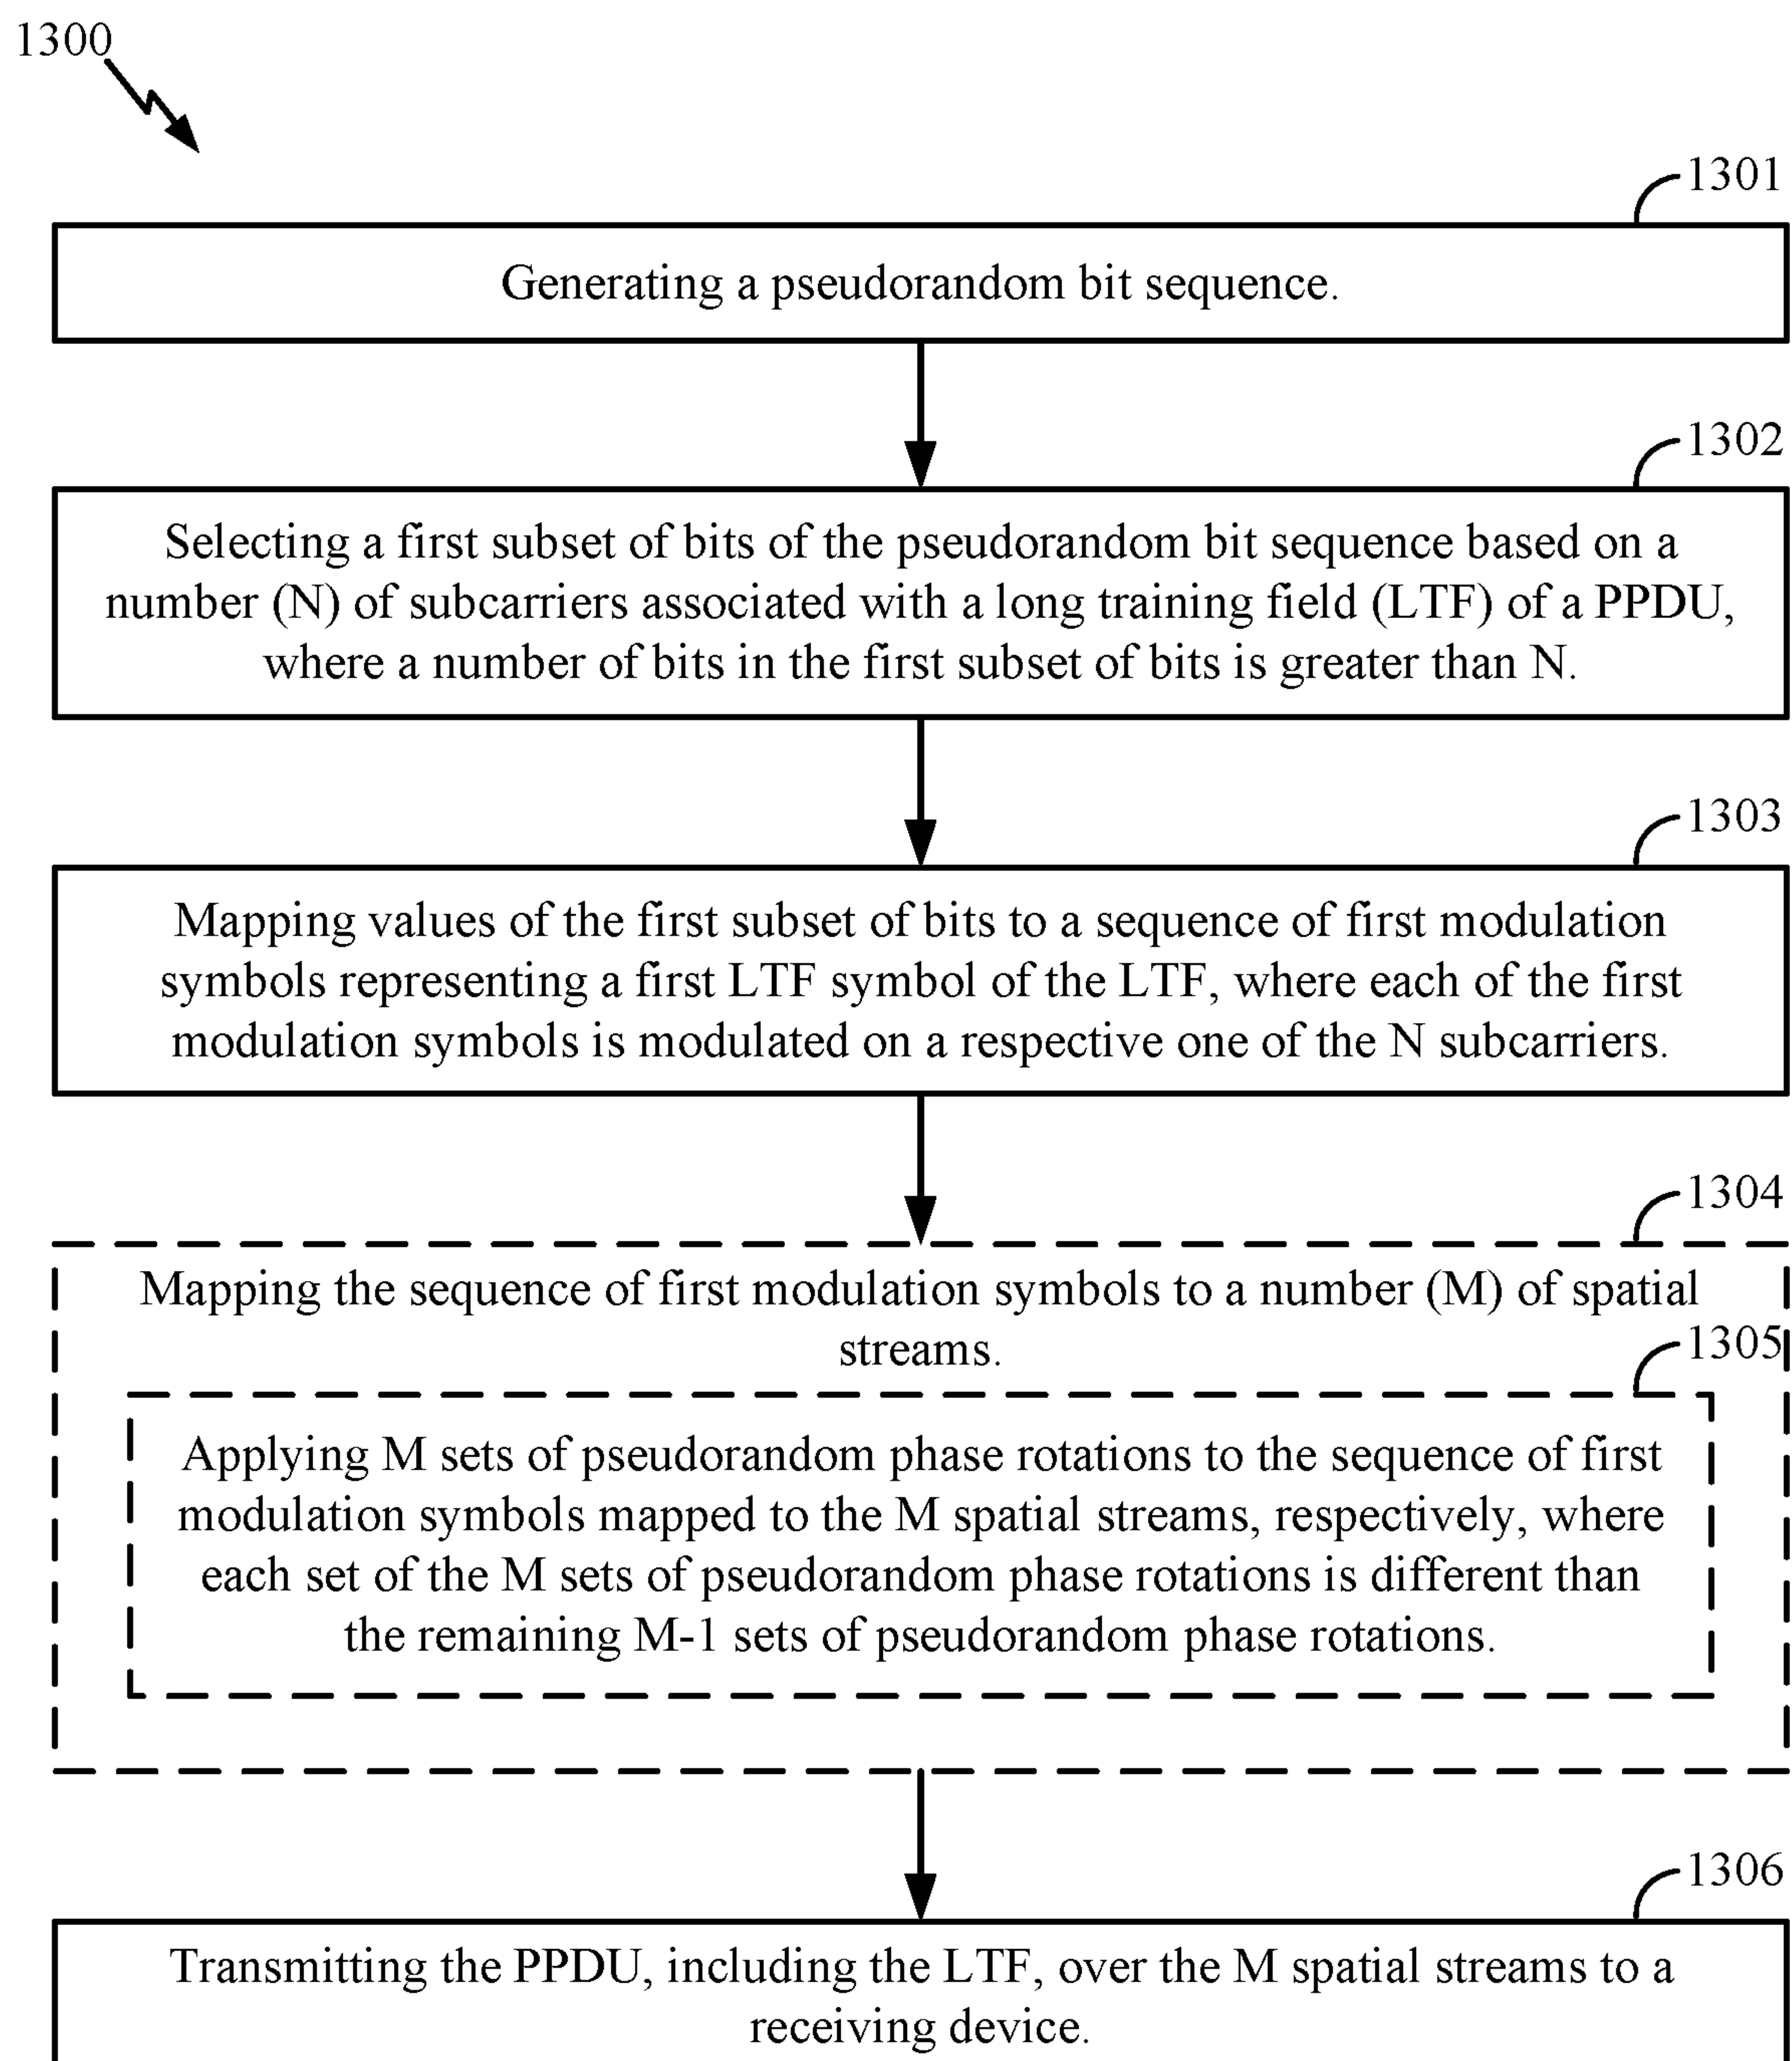 1300
1301
Generating a pseudorandom bit sequence.
1302
Selecting a first subset of bits of the pseudorandom bit sequence based on a
number (N) of subcarriers associated with a long training field (LTF) of a PPDU,
where a number of bits in the first subset of bits is greater than N.
1303
Mapping values of the first subset of bits to a sequence of first modulation
symbols representing a first LTF symbol of the LTF, where each of the first
modulation symbols is modulated on a respective one of the N subcarriers.
1304
Mapping the sequence of first modulation symbols to a number (M) of spatial
streams.
1305
Applying M sets of pseudorandom phase rotations to the sequence of first
modulation symbols mapped to the M spatial streams, respectively, where
each set of the M sets of pseudorandom phase rotations is different than
the remaining M-1 sets of pseudorandom phase rotations.
1306
Transmitting the PPDU, including the LTF, over the M spatial streams to a
receiving device.